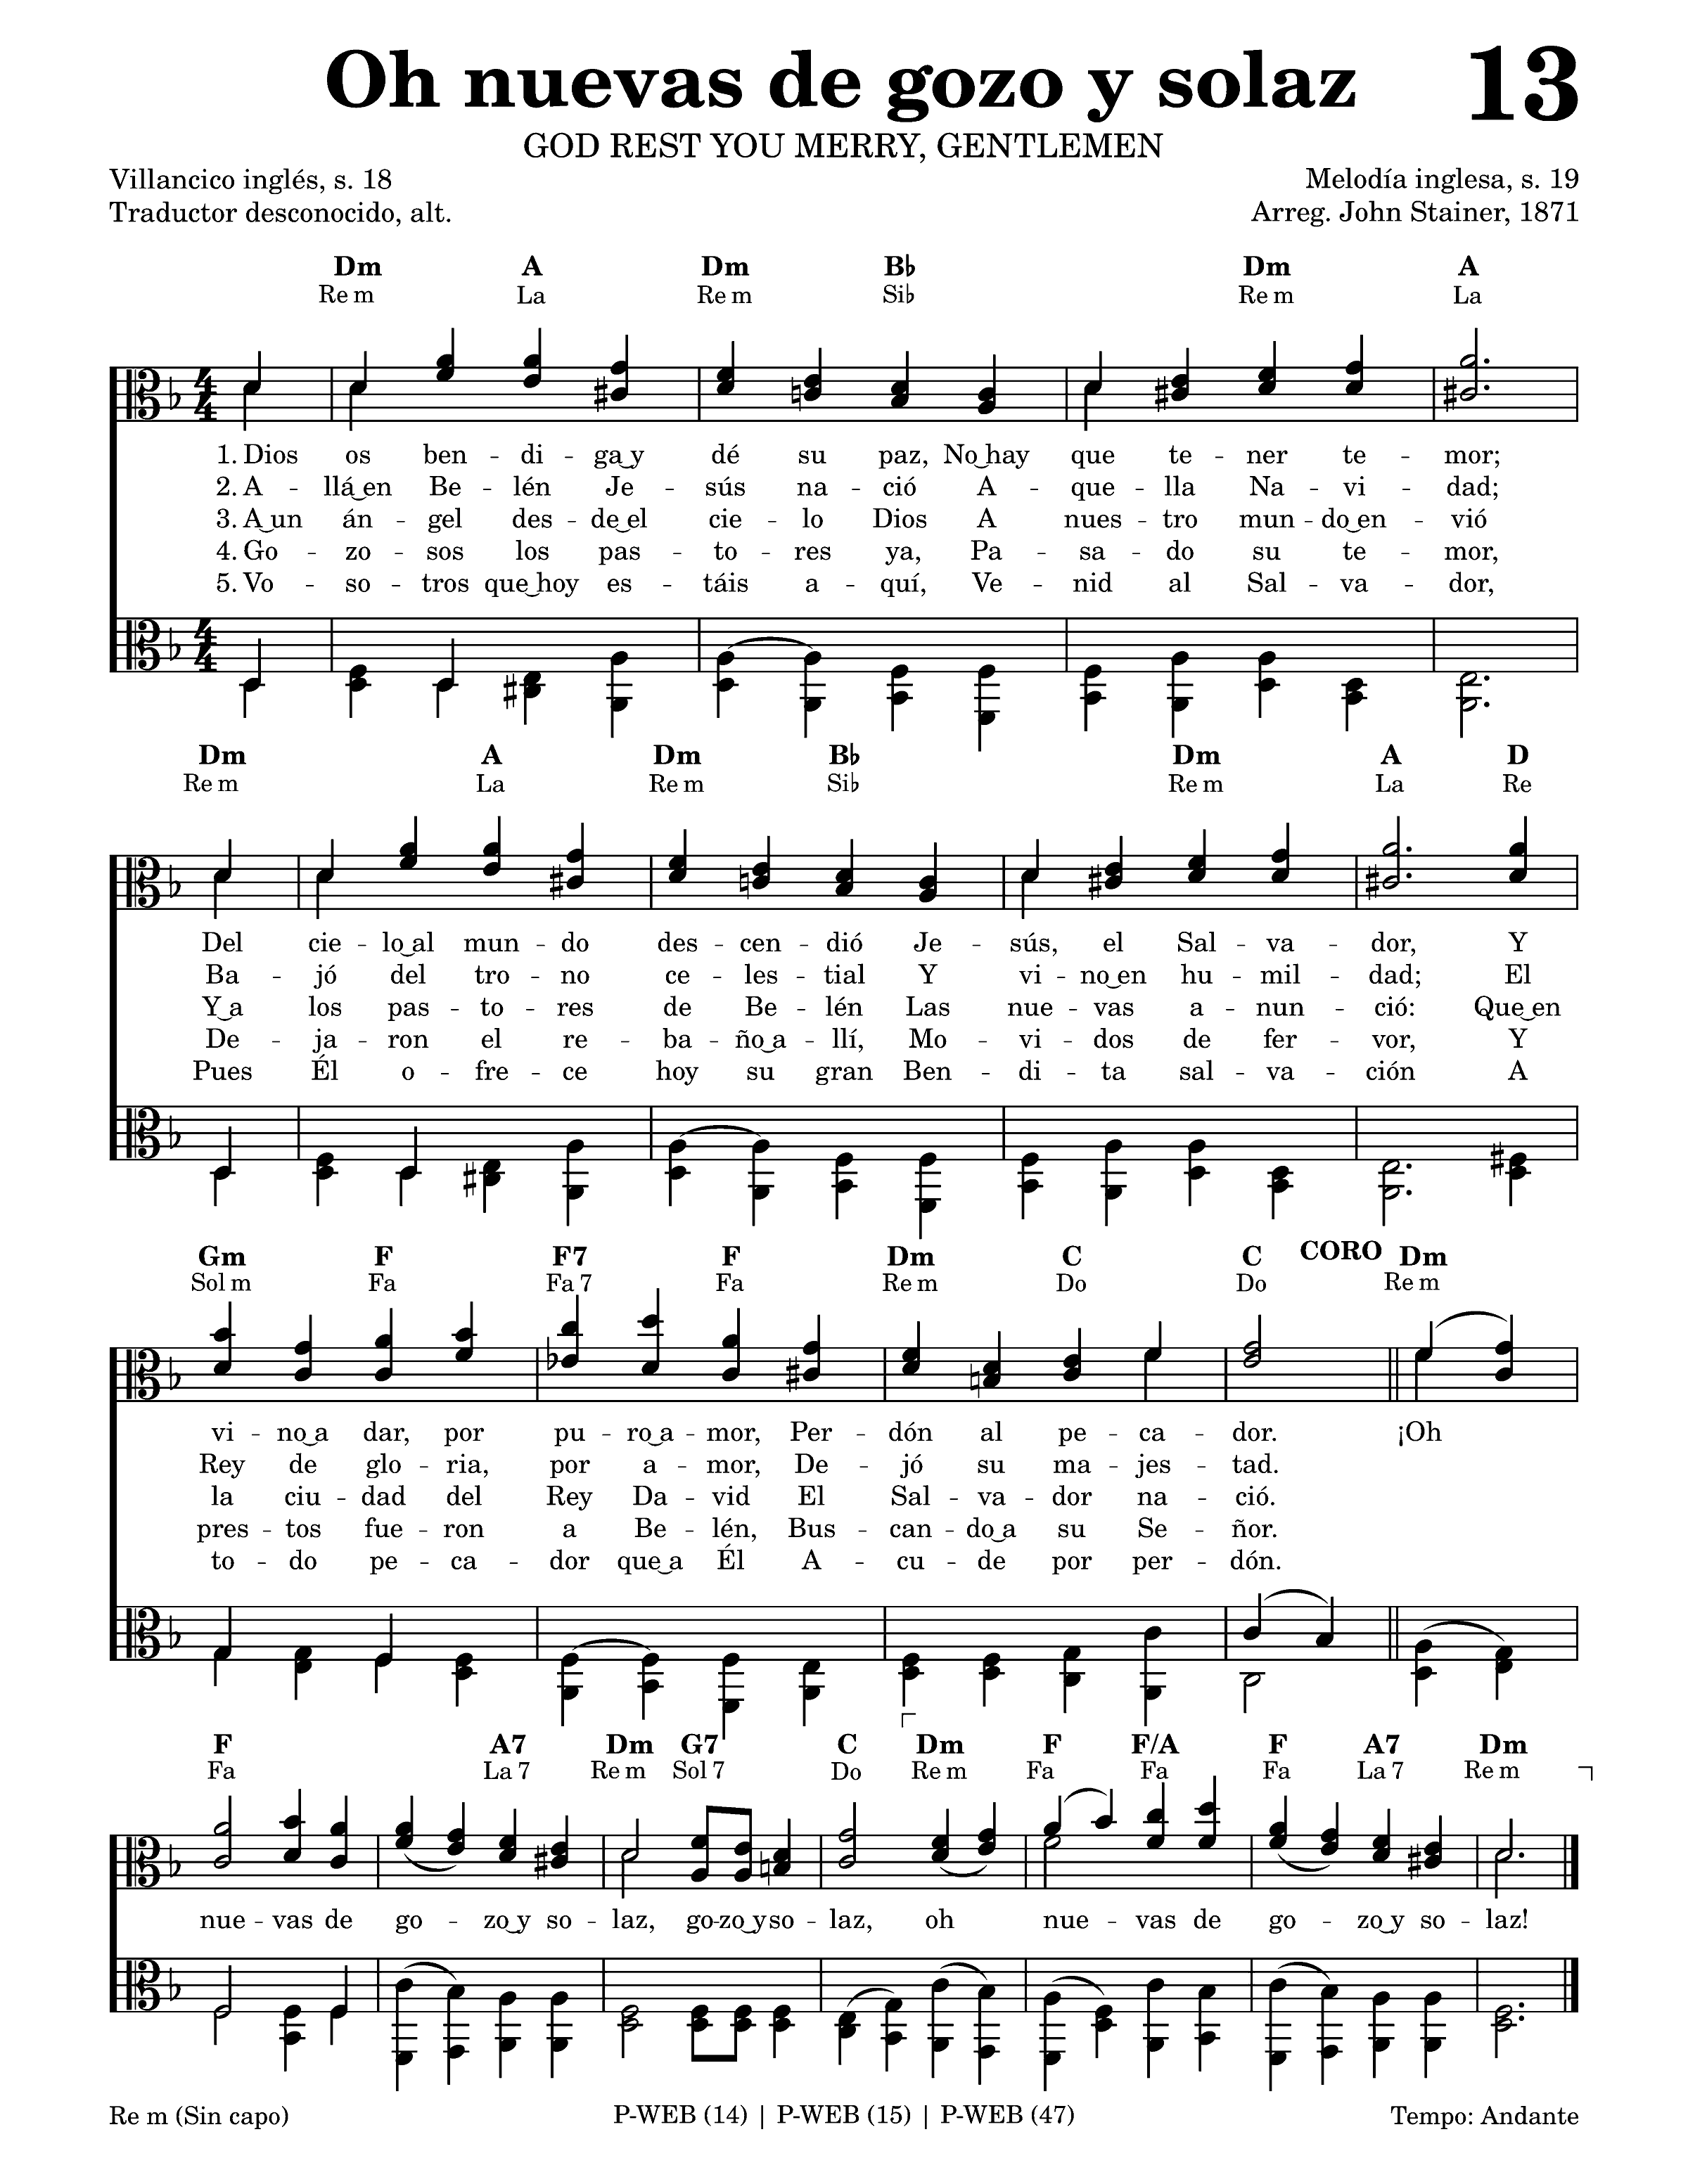 Oh nuevas de gozo y solaz 13
GOD REST YOU MERRY, GENTLEMEN
Villancico inglés, s. 18 Melodía inglesa, s. 19
Traductor desconocido, alt. Arreg. John Stainer, 1871
Dm A Dm B♭ Dm A
Re m La Re m Si♭ Re m La
4 4
1. Dios os ben - di - ga‿y dé su paz, No‿hay que te - ner te - mor;
2. A - llá‿en Be - lén Je - sús na - ció A - que - lla Na - vi - dad;
3. A‿un án - gel des - de‿el cie - lo Dios A nues - tro mun - do‿en - vió
4. Go - zo - sos los pas - to - res ya, Pa - sa - do su te - mor,
5. Vo - so - tros que‿hoy es - táis a - quí, Ve - nid al Sal - va - dor,
4 4
Dm A Dm B♭ Dm A D
Re m La Re m Si♭ Re m La Re
Del cie - lo‿al mun - do des - cen - dió Je - sús, el Sal - va - dor, Y
Ba - jó del tro - no ce - les - tial Y vi - no‿en hu - mil - dad; El
Y‿a los pas - to - res de Be - lén Las nue - vas a - nun - ció: Que‿en
De - ja - ron el re - ba - ño‿a - llí, Mo - vi - dos de fer - vor, Y
Pues Él o - fre - ce hoy su gran Ben - di - ta sal - va - ción A
Gm F F7 F Dm C C CORO Dm
Sol m Fa Fa 7 Fa Re m Do Do Re m
vi - no‿a dar, por pu - ro‿a - mor, Per - dón al pe - ca - dor. ¡Oh
Rey de glo - ria, por a - mor, De - jó su ma - jes - tad.
la ciu - dad del Rey Da - vid El Sal - va - dor na - ció.
pres - tos fue - ron a Be - lén, Bus - can - do‿a su Se - ñor.
to - do pe - ca - dor que‿a Él A - cu - de por per - dón.
F A7 Dm G7 C Dm F F/A F A7 Dm
Fa La 7 Re m Sol 7 Do Re m Fa Fa Fa La 7 Re m
nue - vas de go - zo‿y so - laz, go - zo‿y so - laz, oh nue - vas de go - zo‿y so - laz!
Re m (Sin capo) P-WEB (14) | P-WEB (15) | P-WEB (47) Tempo: Andante